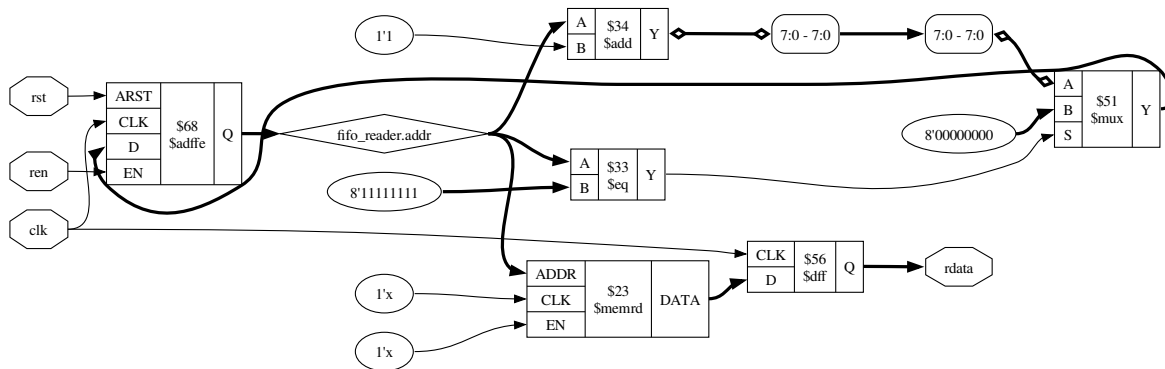 rst
ren
clk
ARST
CLK
D
EN
$68
$adffe
Q
fifo_reader.addr
1'1
A
B
$34
$add
Y
7:0 - 7:0
7:0 - 7:0
8'11111111
A
B
$33
$eq
Y
8'00000000
A
B
S
$51
$mux
Y
1'x
1'x
ADDR
CLK
EN
$23
$memrd
DATA
CLK
D
$56
$dff
Q
rdata